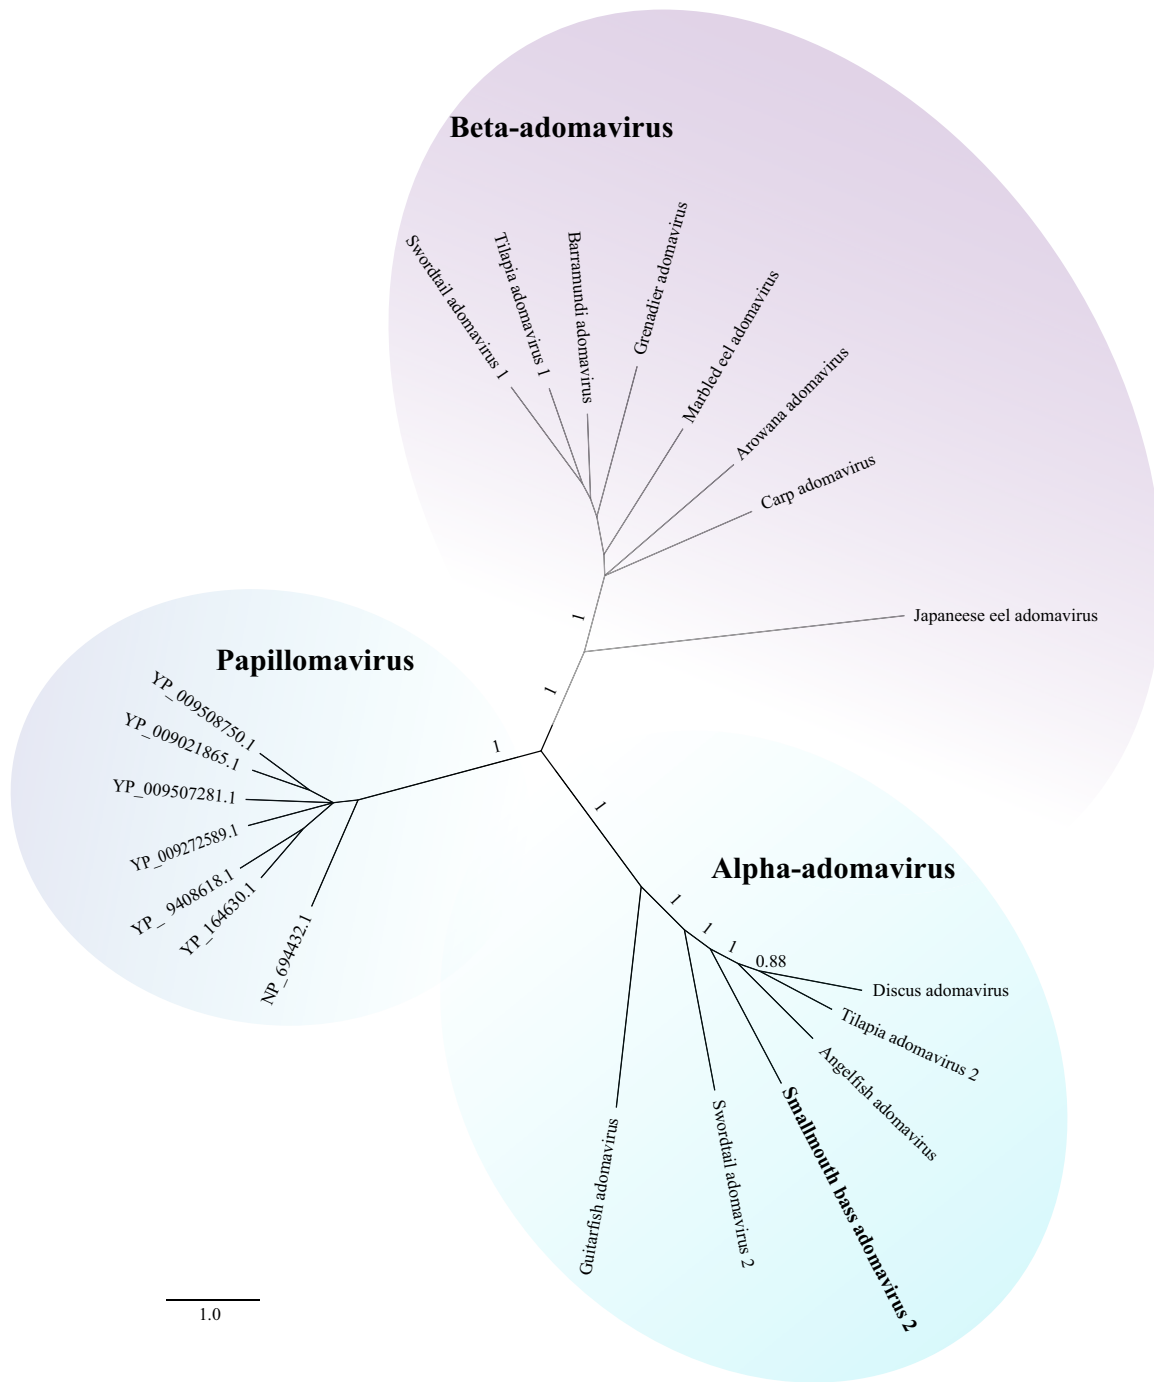 Beta-adomavirus
Swordtail adomavirus 1
Tilapia adomavirus 1
Barramundi adomavirus
Grenadier adomavirus
Marbled eel adomavirus
Arowana adomavirus
Carp adomavirus
Japaneese eel adomavirus
1
1
Papillomavirus
1
YP_009508750.1
YP_009021865.1
YP_009507281.1
YP_009272589.1
YP_ 9408618.1
YP_164630.1
NP_694432.1
1
Alpha-adomavirus
1
1
1
0.88
Discus adomavirus
Tilapia adomavirus 2
Angelfish adomavirus
Smallmouth bass adomavirus 2
Swordtail adomavirus 2
Guitarfish adomavirus
1.0